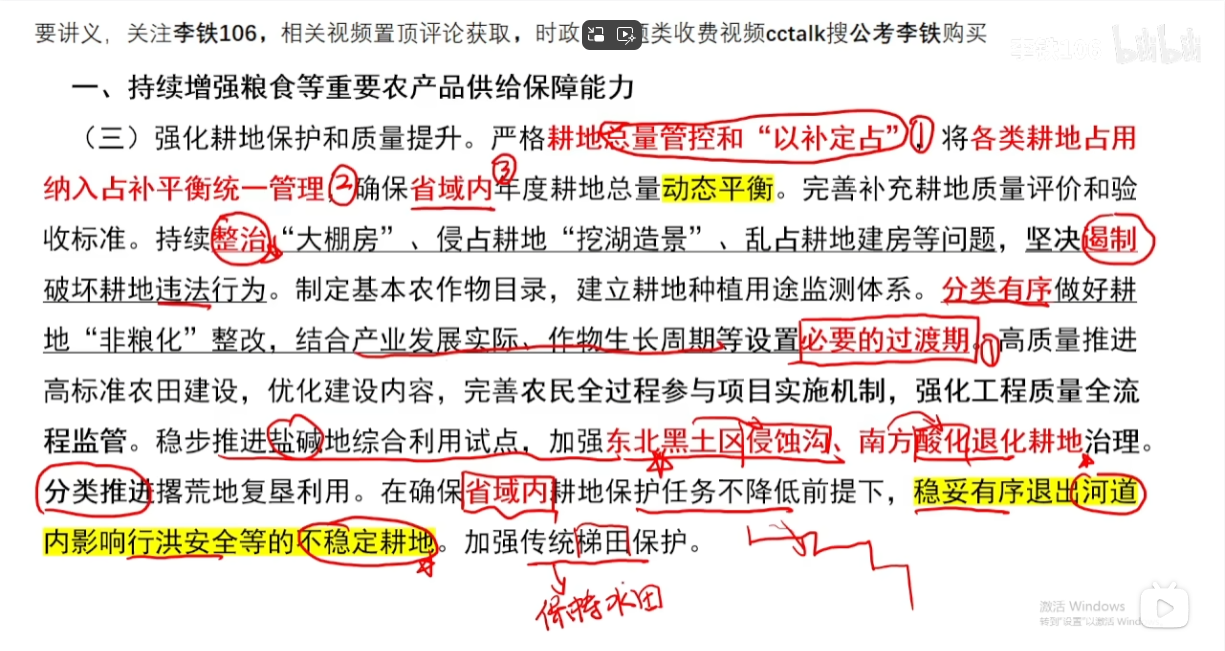 要讲义，关注李铁106，相关视频置顶评论获取，时政 题类收费视频cctalk搜公考李铁购买
李铁106 bilibili
一、持续增强粮食等重要农产品供给保障能力
（三）强化耕地保护和质量提升。严格耕地总量管控和“以补定占”，① 将各类耕地占用
纳入占补平衡统一管理，②确保省域内③年度耕地总量动态平衡。完善补充耕地质量评价和验
收标准。持续整治“大棚房”、侵占耕地“挖湖造景”、乱占耕地建房等问题，坚决遏制
破坏耕地违法行为。制定基本农作物目录，建立耕地种植用途监测体系。分类有序做好耕
地“非粮化”整改，结合产业发展实际、作物生长周期等设置必要的过渡期。①高质量推进
高标准农田建设，优化建设内容，完善农民全过程参与项目实施机制，强化工程质量全流
程监管。稳步推进盐碱地综合利用试点，加强东北黑土区侵蚀沟、南方酸化退化耕地治理。
分类推进撂荒地复垦利用。在确保省域内耕地保护任务不降低前提下，稳妥有序退出河道
内影响行洪安全等的不稳定耕地。加强传统梯田保护。
保持水田
激活 Windows
转到"设置"以激活 Wind